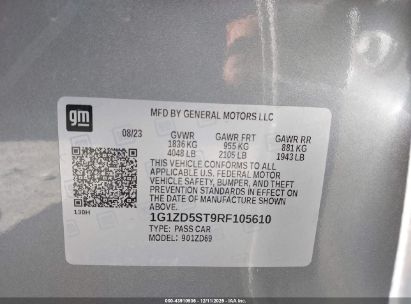 gm
MFD BY GENERAL MOTORS LLC
08/23 GVWR GAWR FRT GAWR RR
1836 KG 955 KG 881 KG
4048 LB 2105 LB 1943 LB
THIS VEHICLE CONFORMS TO ALL
APPLICABLE U.S. FEDERAL MOTOR
VEHICLE SAFETY, BUMPER, AND THEFT
PREVENTION STANDARDS IN EFFECT ON
THE DATE OF MANUFACTURE SHOWN
ABOVE.
1G1ZD5ST9RF105610
TYPE: PASS CAR
MODEL: 901ZD69